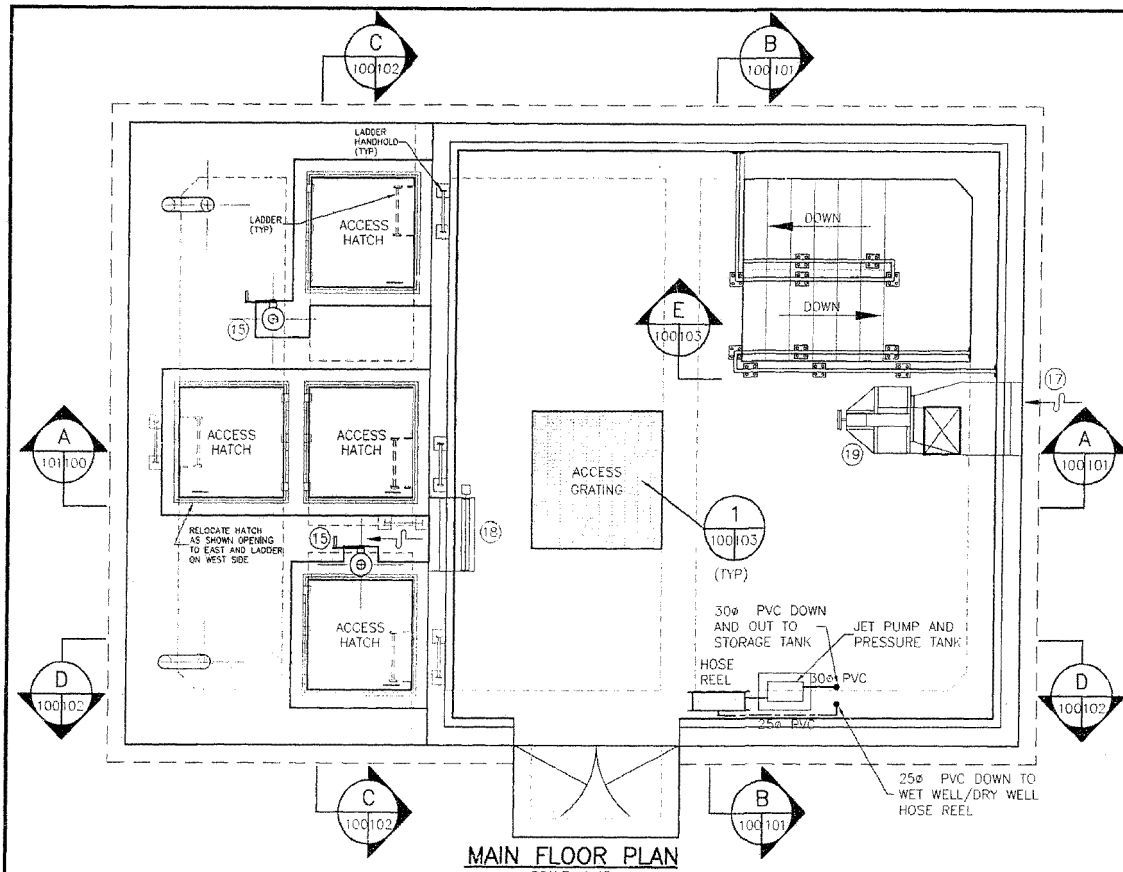 C
100 102
B
100 101
LADDER
HANDHOLD
(TYP)
LADDER
(TYP)
ACCESS
HATCH
DOWN
DOWN
E
100 103
15
17
A
101 100
ACCESS
HATCH
ACCESS
HATCH
A
100 101
19
ACCESS
GRATING
RELOCATE HATCH
AS SHOWN OPENING
TO EAST AND LADDER
ON WEST SIDE
15
18
1
100 103
(TYP)
ACCESS
HATCH
30ø PVC DOWN
AND OUT TO
STORAGE TANK
JET PUMP AND
PRESSURE TANK
HOSE
REEL
30ø PVC
25ø PVC
D
100 102
D
100 102
25ø PVC DOWN TO
WET WELL/DRY WELL
HOSE REEL
C
100 102
B
100 101
MAIN FLOOR PLAN